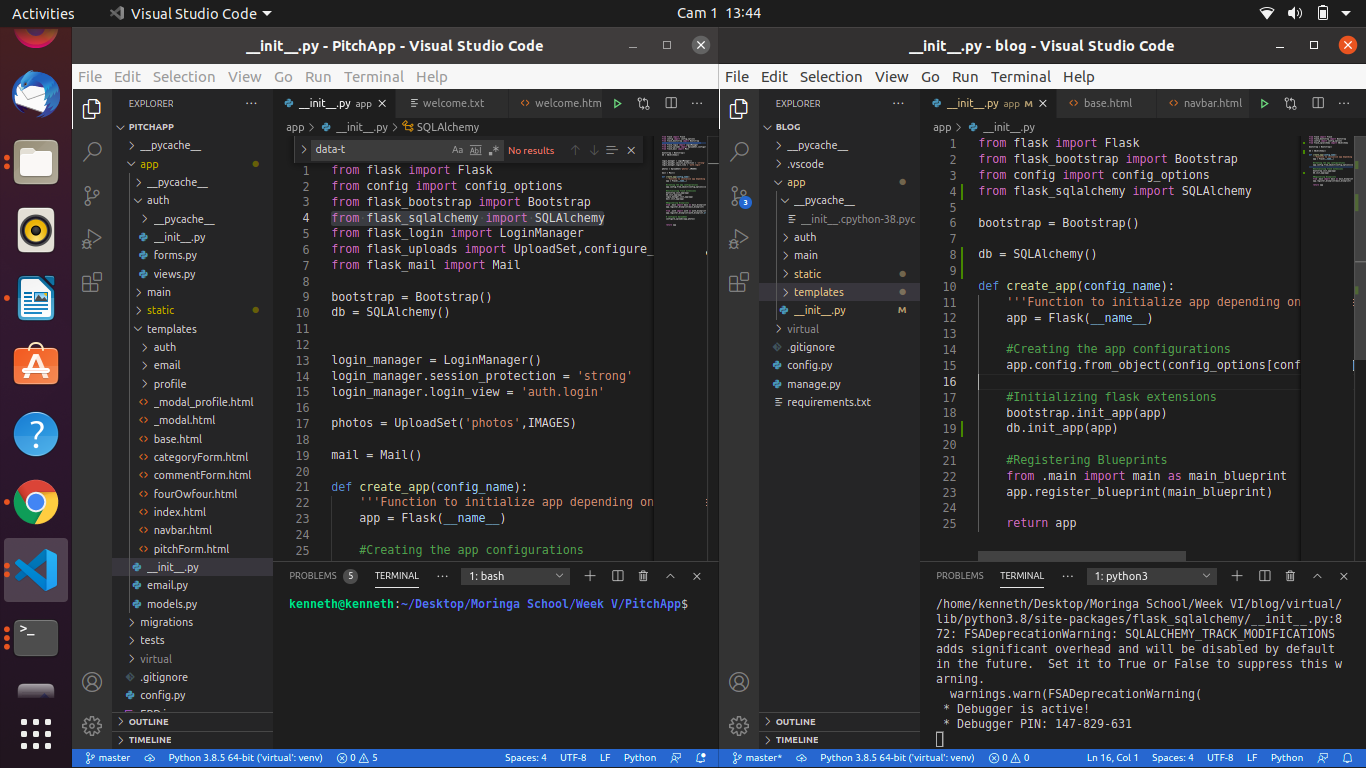 Activities
Visual Studio Code
Cam 1 13:44
__init__.py - PitchApp - Visual Studio Code
File Edit Selection View Go Run Terminal Help
EXPLORER
PITCHAPP
__pycache__
app
__pycache__
auth
__pycache__
__init__.py
forms.py
views.py
main
static
templates
auth
email
profile
_modal_profile.html
_modal.html
base.html
categoryForm.html
commentForm.html
fourOwfour.html
index.html
navbar.html
pitchForm.html
__init__.py
email.py
models.py
migrations
tests
virtual
.gitignore
config.py
OUTLINE
TIMELINE
__init__.py app
welcome.txt
welcome.htm
app > __init__.py > SQLAlchemy
data-t
Aa
No results
1 from flask import Flask
2 from config import config_options
3 from flask_bootstrap import Bootstrap
4 from flask_sqlalchemy import SQLAlchemy
5 from flask_login import LoginManager
6 from flask_uploads import UploadSet,configure_
7 from flask_mail import Mail
8
9 bootstrap = Bootstrap()
10 db = SQLAlchemy()
11
12
13 login_manager = LoginManager()
14 login_manager.session_protection = 'strong'
15 login_manager.login_view = 'auth.login'
16
17 photos = UploadSet('photos',IMAGES)
18
19 mail = Mail()
20
21 def create_app(config_name):
22 '''Function to initialize app depending on
23 app = Flask(__name__)
24
25 #Creating the app configurations
PROBLEMS 5 TERMINAL ··· 1: bash
kenneth@kenneth:~/Desktop/Moringa School/Week V/PitchApp$
master Python 3.8.5 64-bit ('virtual': venv) 0 5 Spaces: 4 UTF-8 LF Python
__init__.py - blog - Visual Studio Code
File Edit Selection View Go Run Terminal Help
3
EXPLORER
BLOG
__pycache__
.vscode
app
__pycache__
__init__.cpython-38.pyc
auth
main
static
templates
__init__.py M
virtual
.gitignore
config.py
manage.py
requirements.txt
OUTLINE
TIMELINE
__init__.py app M
base.html
navbar.html
app > __init__.py
1 from flask import Flask
2 from flask_bootstrap import Bootstrap
3 from config import config_options
4 from flask_sqlalchemy import SQLAlchemy
5
6 bootstrap = Bootstrap()
7
8 db = SQLAlchemy()
9
10 def create_app(config_name):
11 '''Function to initialize app depending on
12 app = Flask(__name__)
13
14 #Creating the app configurations
15 app.config.from_object(config_options[conf
16
17 #Initializing flask extensions
18 bootstrap.init_app(app)
19 db.init_app(app)
20
21 #Registering Blueprints
22 from .main import main as main_blueprint
23 app.register_blueprint(main_blueprint)
24
25 return app
PROBLEMS TERMINAL ··· 1: python3
/home/kenneth/Desktop/Moringa School/Week VI/blog/virtual/
lib/python3.8/site-packages/flask_sqlalchemy/__init__.py:8
72: FSADeprecationWarning: SQLALCHEMY_TRACK_MODIFICATIONS
adds significant overhead and will be disabled by default
in the future. Set it to True or False to suppress this w
arning.
warnings.warn(FSADeprecationWarning(
* Debugger is active!
* Debugger PIN: 147-829-631
master* Python 3.8.5 64-bit ('virtual': venv) 0 0 Ln 16, Col 1 Spaces: 4 UTF-8 LF Python